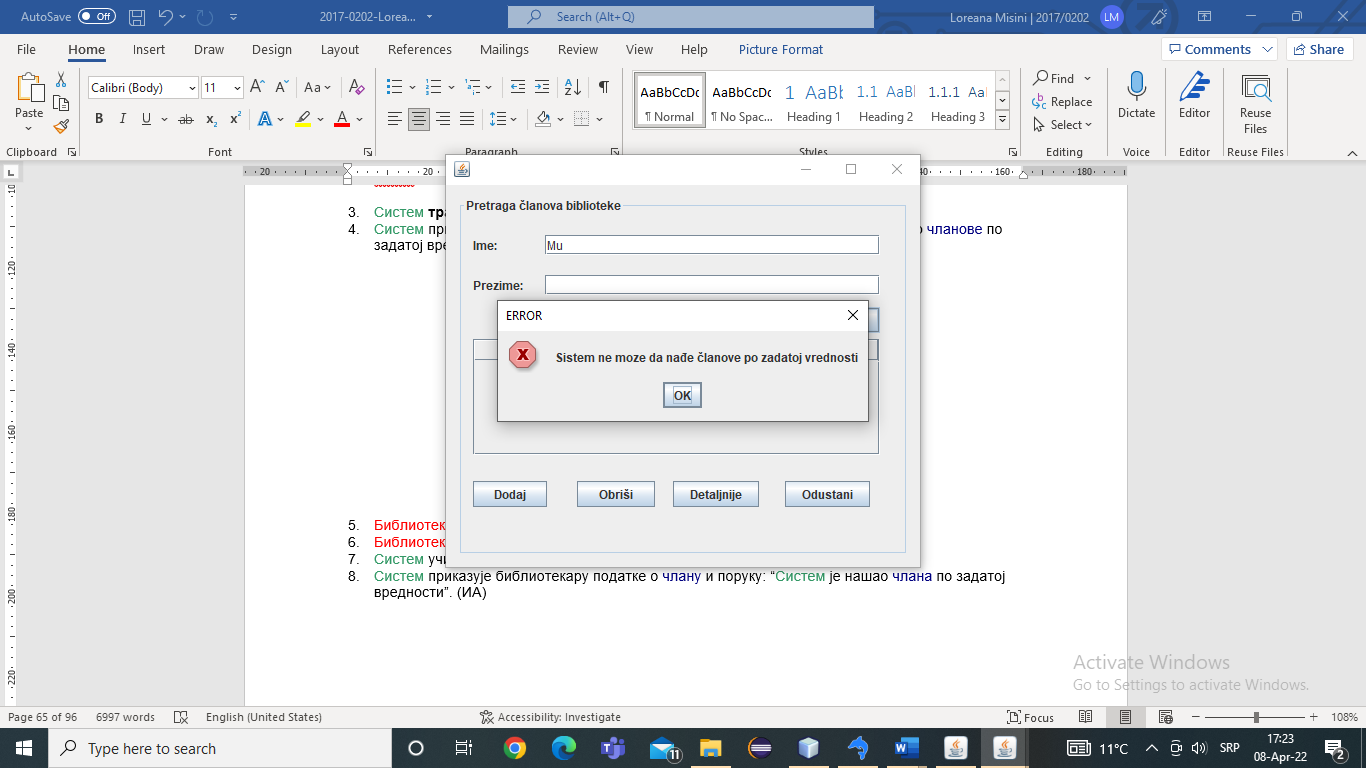 AutoSave Off 2017-0202-Lorea... Search (Alt+Q) Loreana Misini | 2017/0202 LM
File Home Insert Draw Design Layout References Mailings Review View Help Picture Format Comments Share
Paste
Calibri (Body) 11
AaBbCcDc AaBbCcDc AaBb AaBb AaB
¶ Normal ¶ No Spac... Heading 1 Heading 2 Heading 3
Find
Replace
Select
Dictate
Editor
Reuse Files
Clipboard Font Paragraph Styles Editing Voice Editor Reuse Files
3. Систем
4. Систем чланове по
задатој
Pretraga članova biblioteke
Ime: Mu
Prezime:
ERROR
Sistem ne moze da nađe članove po zadatoj vrednosti
OK
Dodaj Obriši Detaljnije Odustani
5.
6.
7. Систем
8. Систем приказује библиотекару податке о члану и поруку: “Систем је нашао члана по задатој
вредности”. (ИА)
Activate Windows
Go to Settings to activate Windows.
Page 65 of 96 6997 words English (United States) Accessibility: Investigate Focus 108%
Type here to search 11 11°C SRP 17:23 08-Apr-22 2